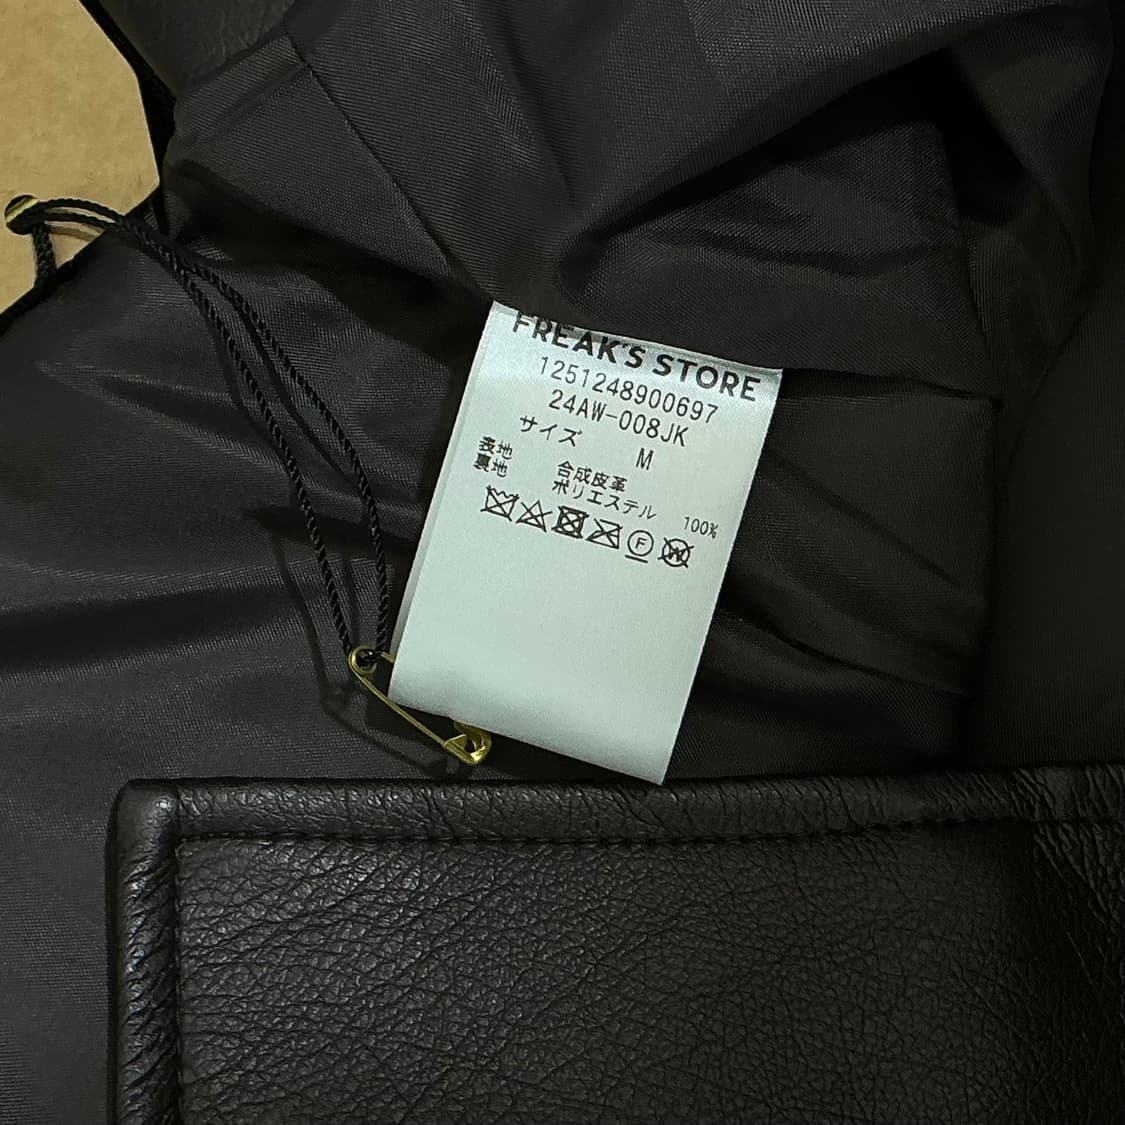 FREAK'S STORE
1251248900697
24AW-008JK
サイズ M
表地 合成皮革
裏地 ポリエステル 100%
F W